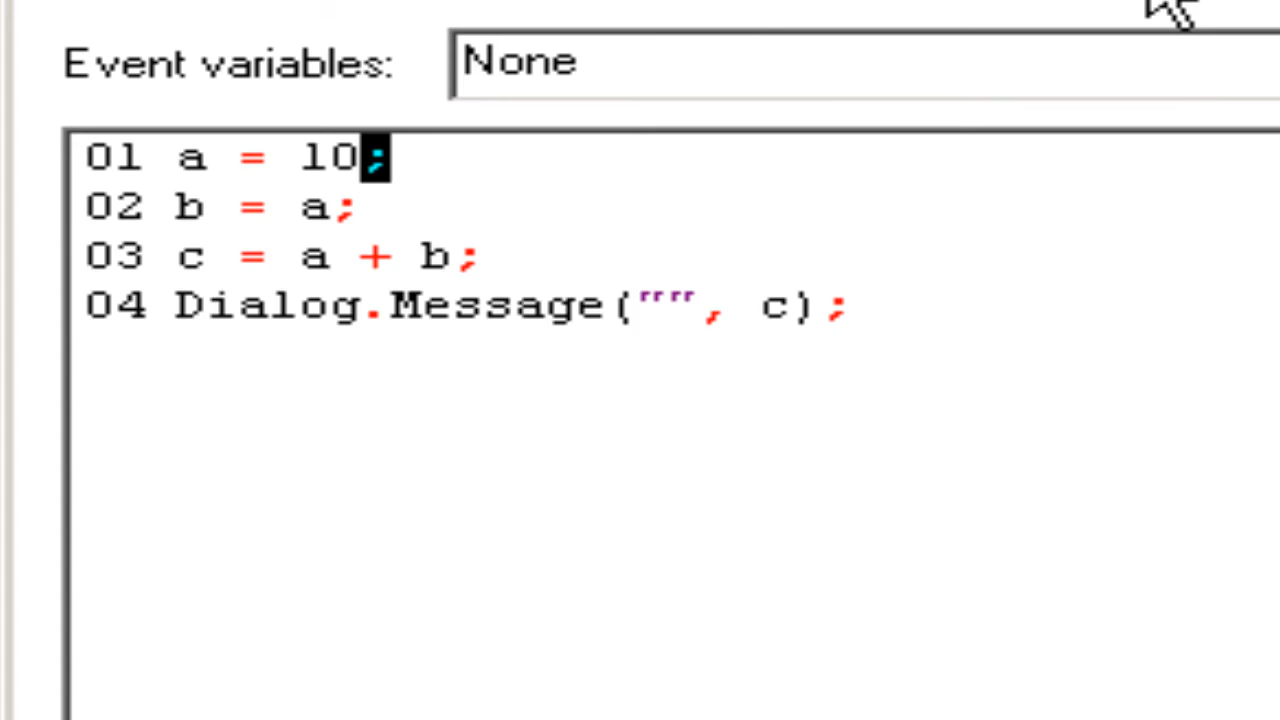 Event variables: None
01 a = 10;
02 b = a;
03 c = a + b;
04 Dialog.Message("", c);